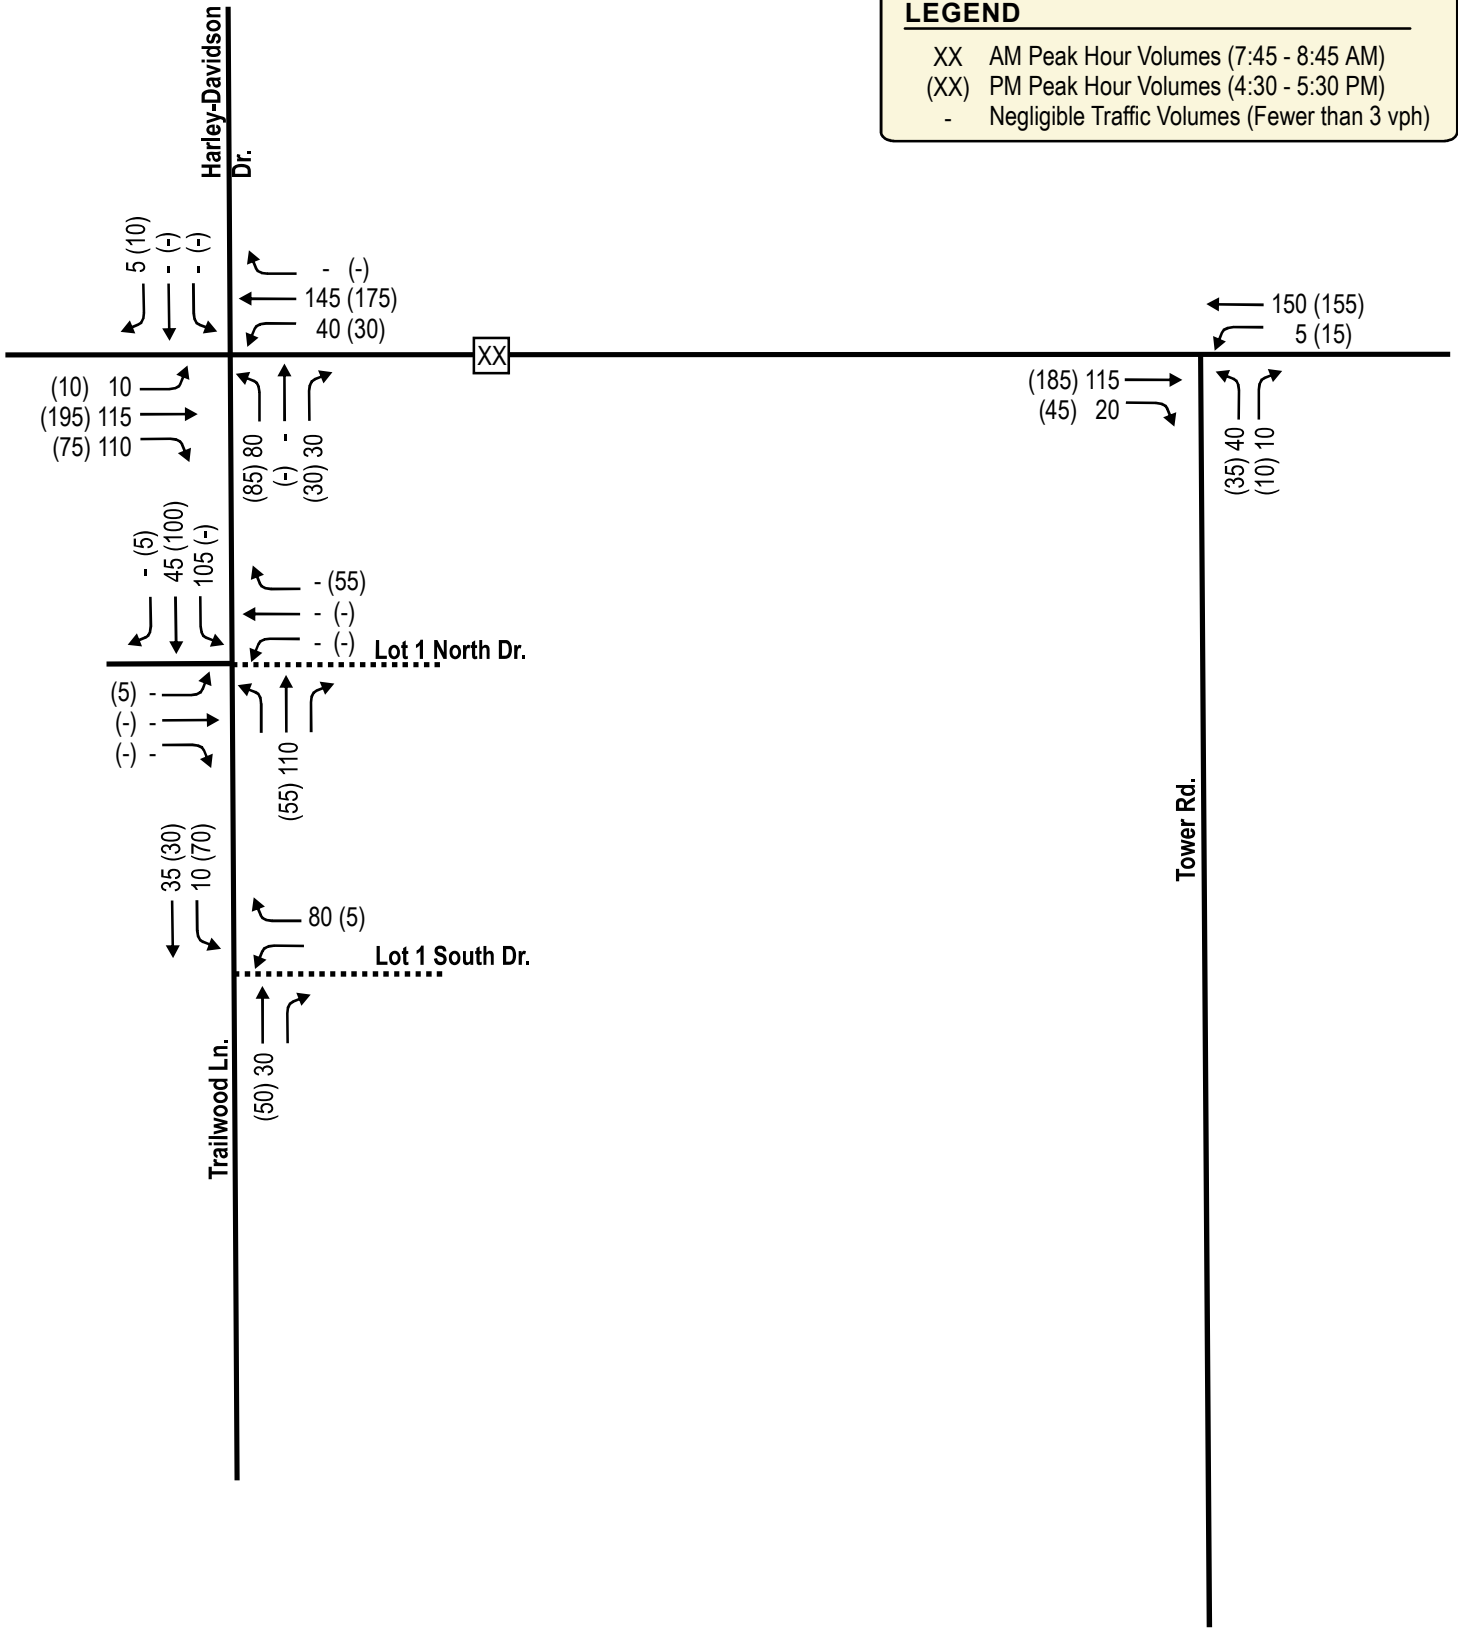 LEGEND
XX AM Peak Hour Volumes (7:45 - 8:45 AM)
(XX) PM Peak Hour Volumes (4:30 - 5:30 PM)
- Negligible Traffic Volumes (Fewer than 3 vph)
Harley-Davidson
Dr.
5 (10)
- (-)
- (-)
- (-)
145 (175)
40 (30)
XX
(10) 10
(195) 115
(75) 110
(85) 80
(-) -
(30) 30
150 (155)
5 (15)
(185) 115
(45) 20
(35) 40
(10) 10
- (5)
45 (100)
105 (-)
- (55)
- (-)
- (-)
Lot 1 North Dr.
(5) -
(-) -
(-) -
(55) 110
Tower Rd.
35 (30)
10 (70)
80 (5)
Lot 1 South Dr.
(50) 30
Trailwood Ln.